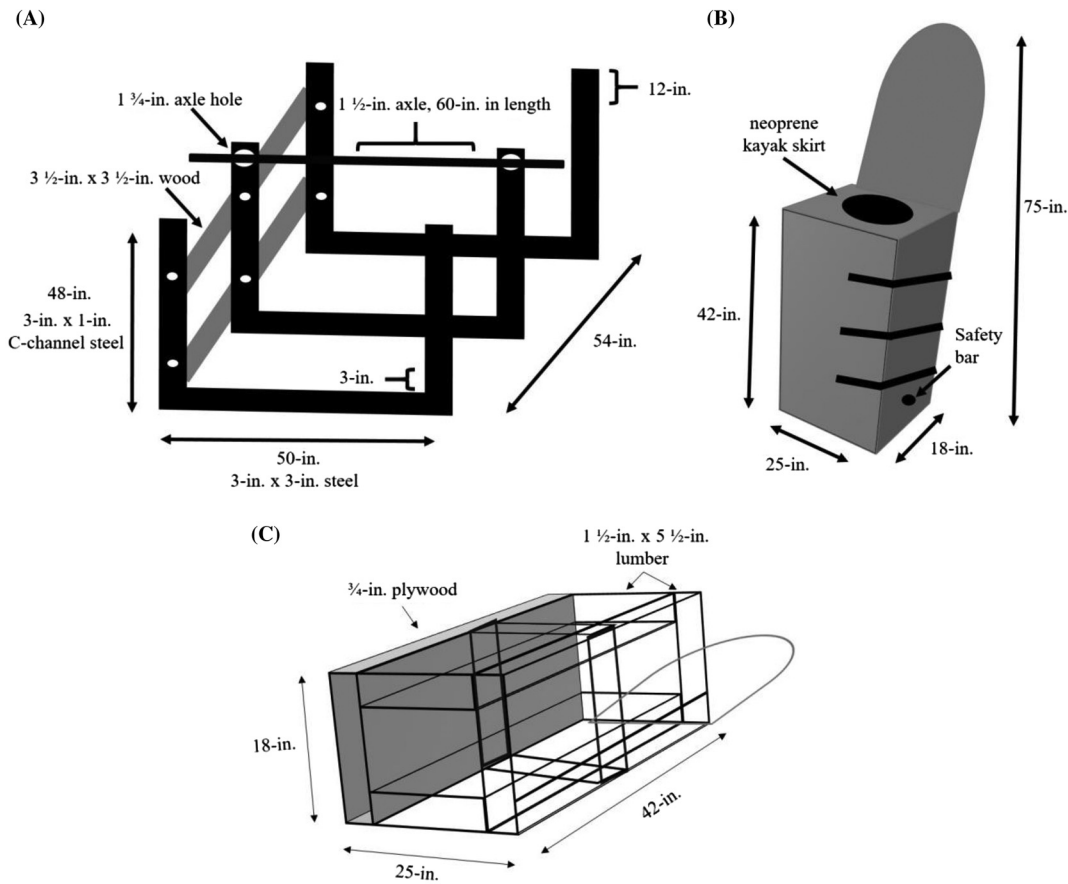 (A)
1 ¾-in. axle hole
1 ½-in. axle, 60-in. in length
12-in.
3 ½-in. x 3 ½-in. wood
48-in.
3-in. x 1-in.
C-channel steel
3-in.
54-in.
50-in.
3-in. x 3-in. steel
(B)
neoprene
kayak skirt
75-in.
42-in.
Safety
bar
25-in.
18-in.
(C)
1 ½-in. x 5 ½-in.
lumber
¾-in. plywood
18-in.
42-in.
25-in.